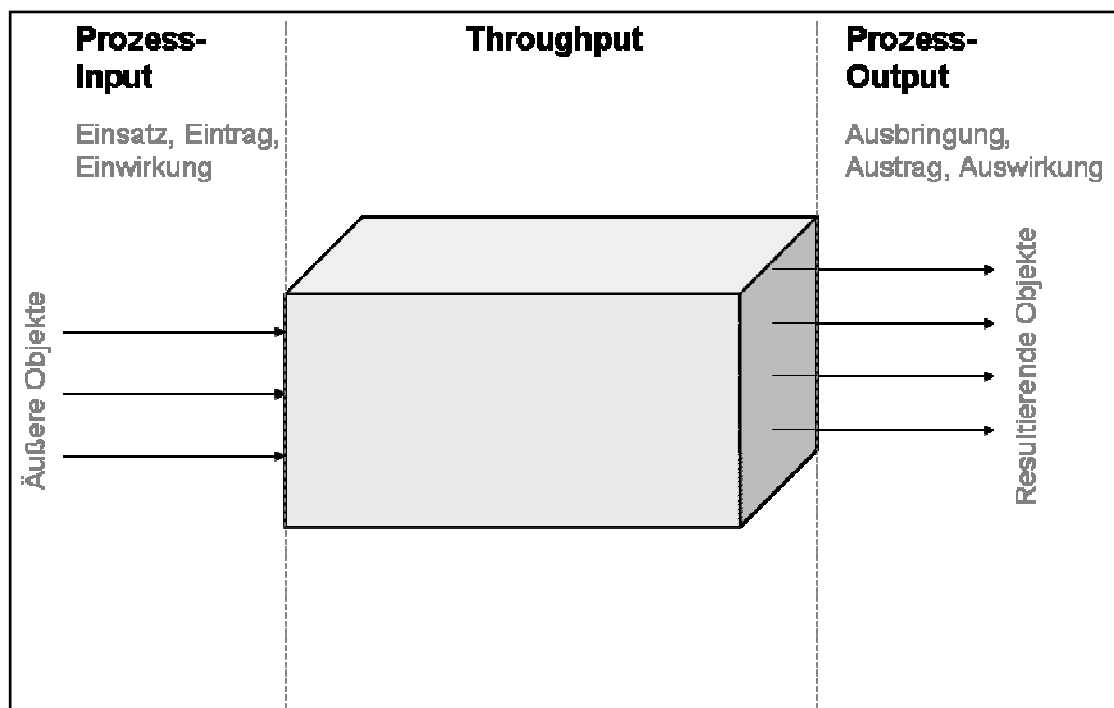 Prozess-
Input
Einsatz, Eintrag,
Einwirkung
Äußere Objekte
Throughput
Prozess-
Output
Ausbringung,
Austrag, Auswirkung
Resultierende Objekte